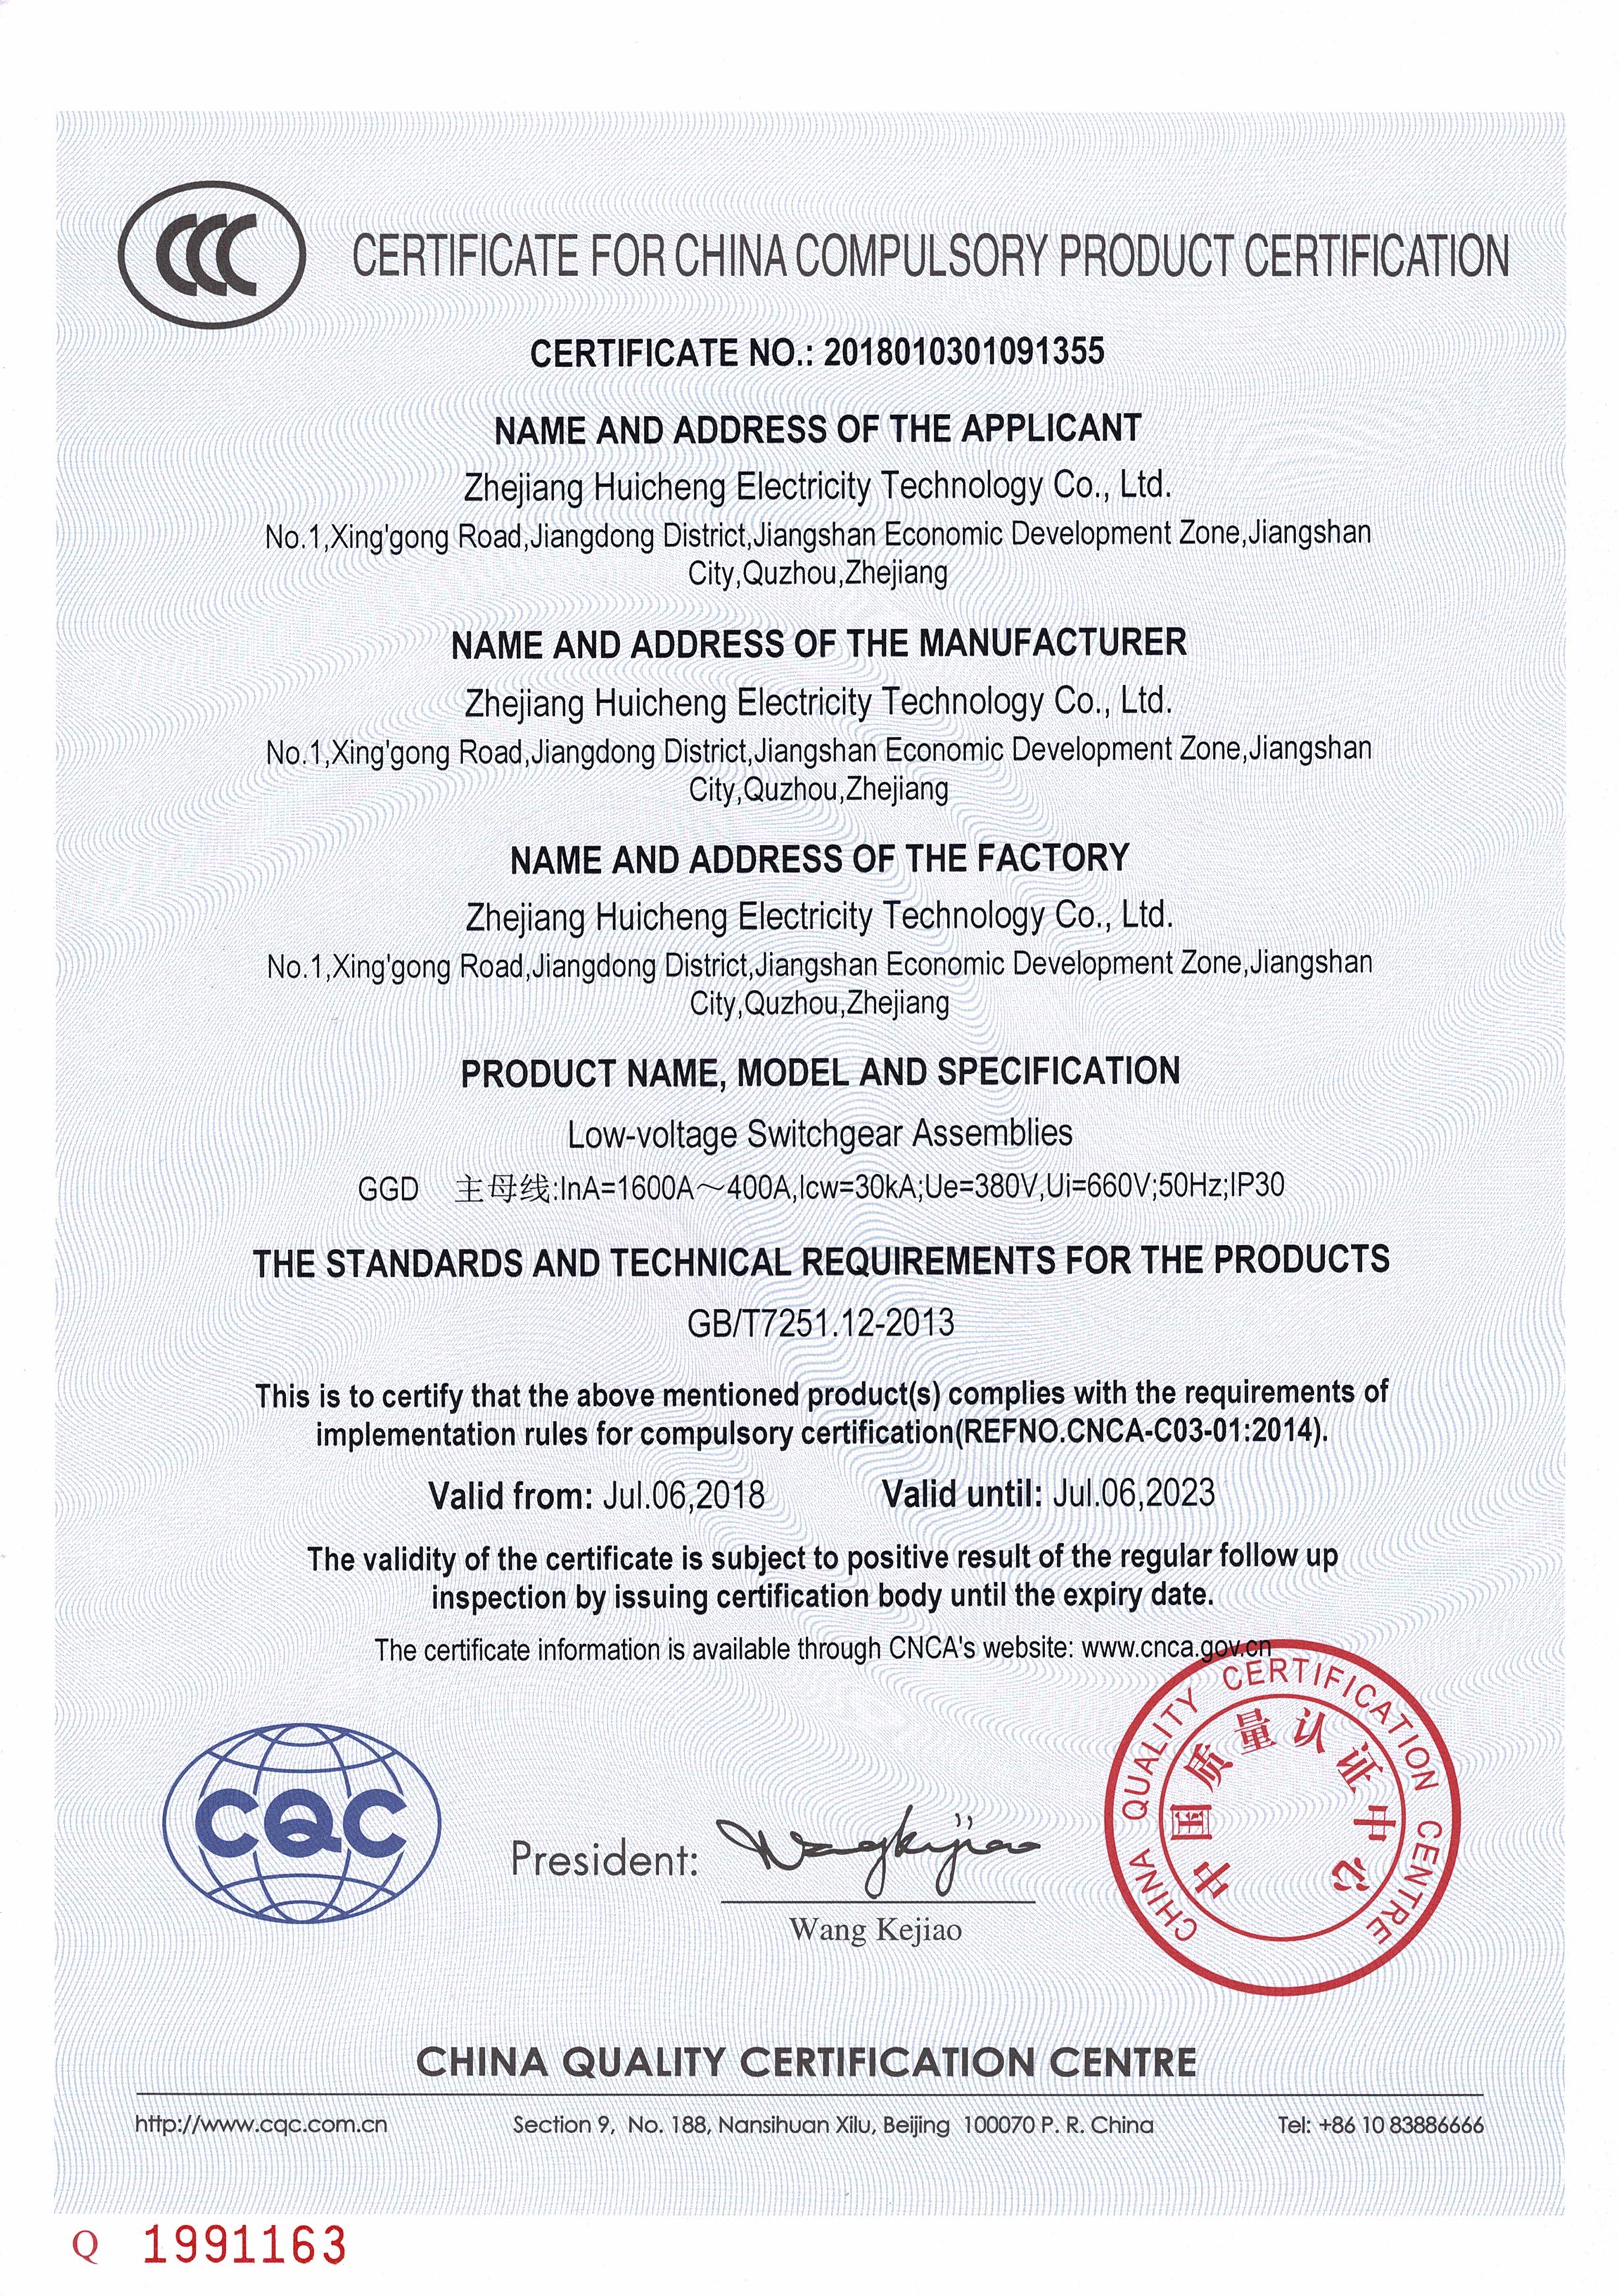 CCC
CERTIFICATE FOR CHINA COMPULSORY PRODUCT CERTIFICATION
CERTIFICATE NO.: 2018010301091355
NAME AND ADDRESS OF THE APPLICANT
Zhejiang Huicheng Electricity Technology Co., Ltd.
No.1,Xing'gong Road,Jiangdong District,Jiangshan Economic Development Zone,Jiangshan
City,Quzhou,Zhejiang
NAME AND ADDRESS OF THE MANUFACTURER
Zhejiang Huicheng Electricity Technology Co., Ltd.
No.1,Xing'gong Road,Jiangdong District,Jiangshan Economic Development Zone,Jiangshan
City,Quzhou,Zhejiang
NAME AND ADDRESS OF THE FACTORY
Zhejiang Huicheng Electricity Technology Co., Ltd.
No.1,Xing'gong Road,Jiangdong District,Jiangshan Economic Development Zone,Jiangshan
City,Quzhou,Zhejiang
PRODUCT NAME, MODEL AND SPECIFICATION
Low-voltage Switchgear Assemblies
GGD 主母线:InA=1600A～400A,Icw=30kA;Ue=380V,Ui=660V;50Hz;IP30
THE STANDARDS AND TECHNICAL REQUIREMENTS FOR THE PRODUCTS
GB/T7251.12-2013
This is to certify that the above mentioned product(s) complies with the requirements of
implementation rules for compulsory certification(REFNO.CNCA-C03-01:2014).
Valid from: Jul.06,2018 Valid until: Jul.06,2023
The validity of the certificate is subject to positive result of the regular follow up
inspection by issuing certification body until the expiry date.
The certificate information is available through CNCA's website: www.cnca.gov.cn
CQC
President: Wangkejiao
Wang Kejiao
CHINA QUALITY CERTIFICATION CENTRE
中国质量认证中心
CHINA QUALITY CERTIFICATION CENTRE
http://www.cqc.com.cn Section 9, No. 188, Nansihuan Xilu, Beijing 100070 P. R. China Tel: +86 10 83886666
Q 1991163